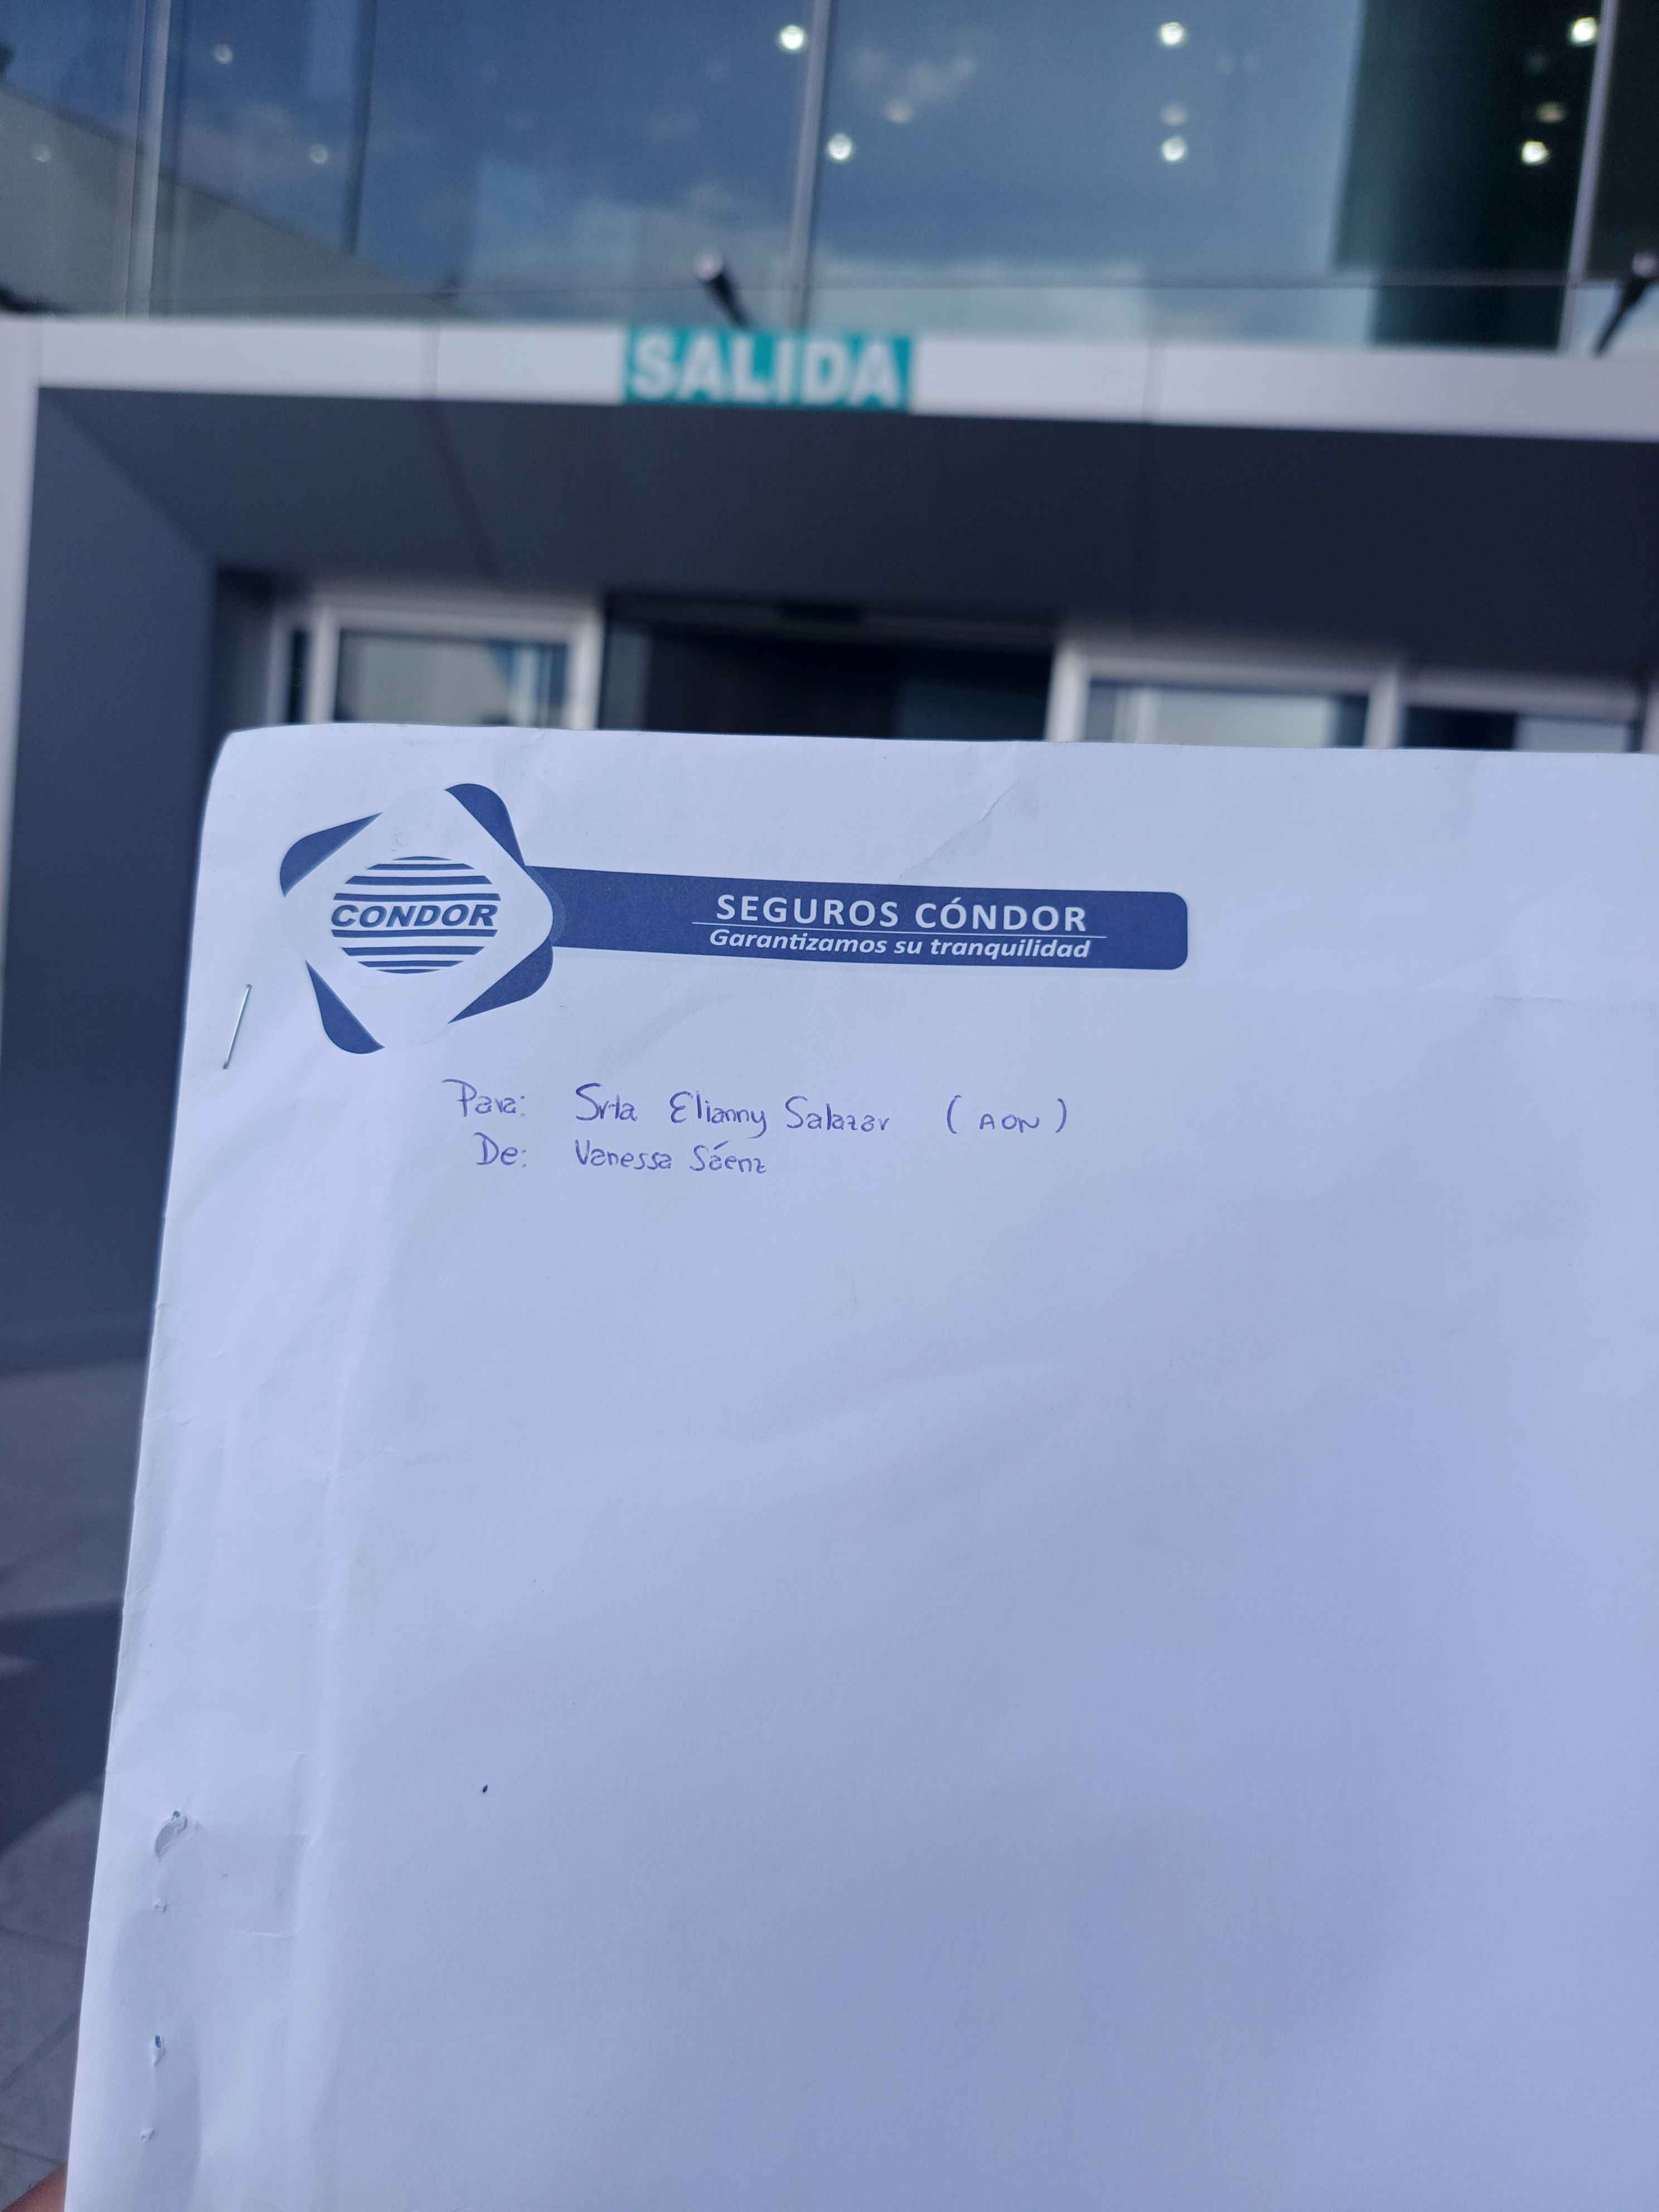 SALIDA
CONDOR
SEGUROS CÓNDOR
Garantizamos su tranquilidad
Para: Srta Elianny Salazar (AON)
De: Vanessa Sáenz